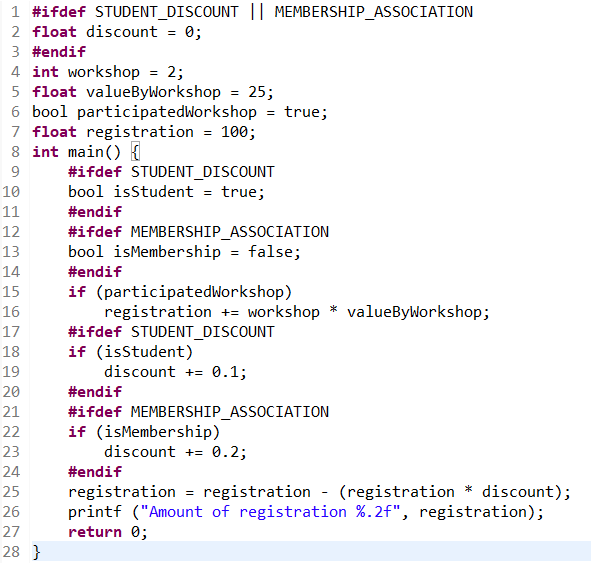 1 #ifdef STUDENT_DISCOUNT || MEMBERSHIP_ASSOCIATION
2 float discount = 0;
3 #endif
4 int workshop = 2;
5 float valueByWorkshop = 25;
6 bool participatedWorkshop = true;
7 float registration = 100;
8 int main() {
9     #ifdef STUDENT_DISCOUNT
10     bool isStudent = true;
11     #endif
12     #ifdef MEMBERSHIP_ASSOCIATION
13     bool isMembership = false;
14     #endif
15     if (participatedWorkshop)
16         registration += workshop * valueByWorkshop;
17     #ifdef STUDENT_DISCOUNT
18     if (isStudent)
19         discount += 0.1;
20     #endif
21     #ifdef MEMBERSHIP_ASSOCIATION
22     if (isMembership)
23         discount += 0.2;
24     #endif
25     registration = registration - (registration * discount);
26     printf ("Amount of registration %.2f", registration);
27     return 0;
28 }